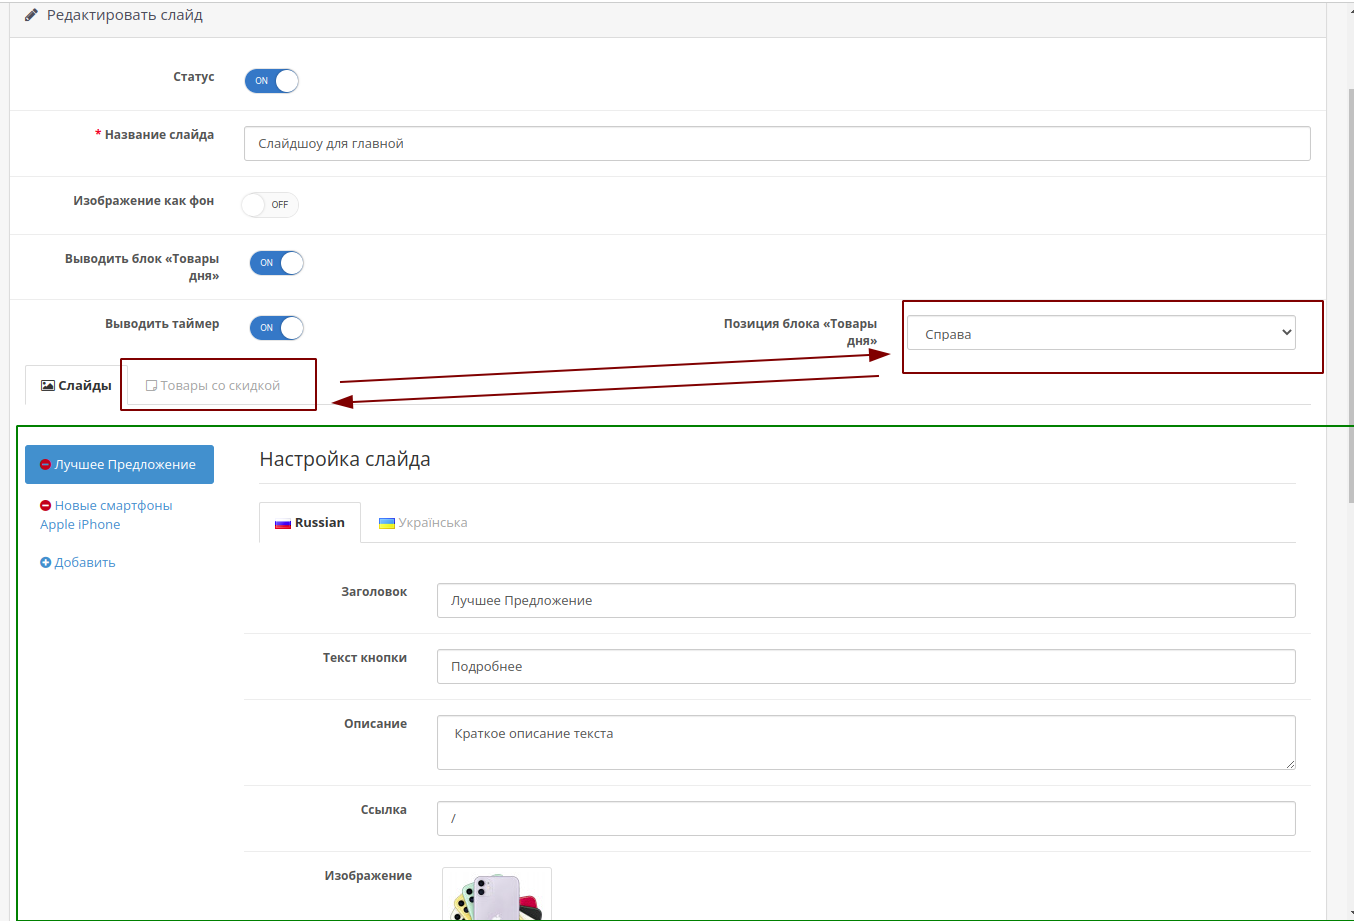 Редактировать слайд
Статус
ON
* Название слайда
Слайдшоу для главной
Изображение как фон
OFF
Выводить блок «Товары
дня»
ON
Выводить таймер
ON
Позиция блока «Товары
дня»
Справа
Слайды
Товары со скидкой
Лучшее Предложение
Новые смартфоны
Apple iPhone
Добавить
Настройка слайда
Russian
Українська
Заголовок
Лучшее Предложение
Текст кнопки
Подробнее
Описание
Краткое описание текста
Ссылка
/
Изображение